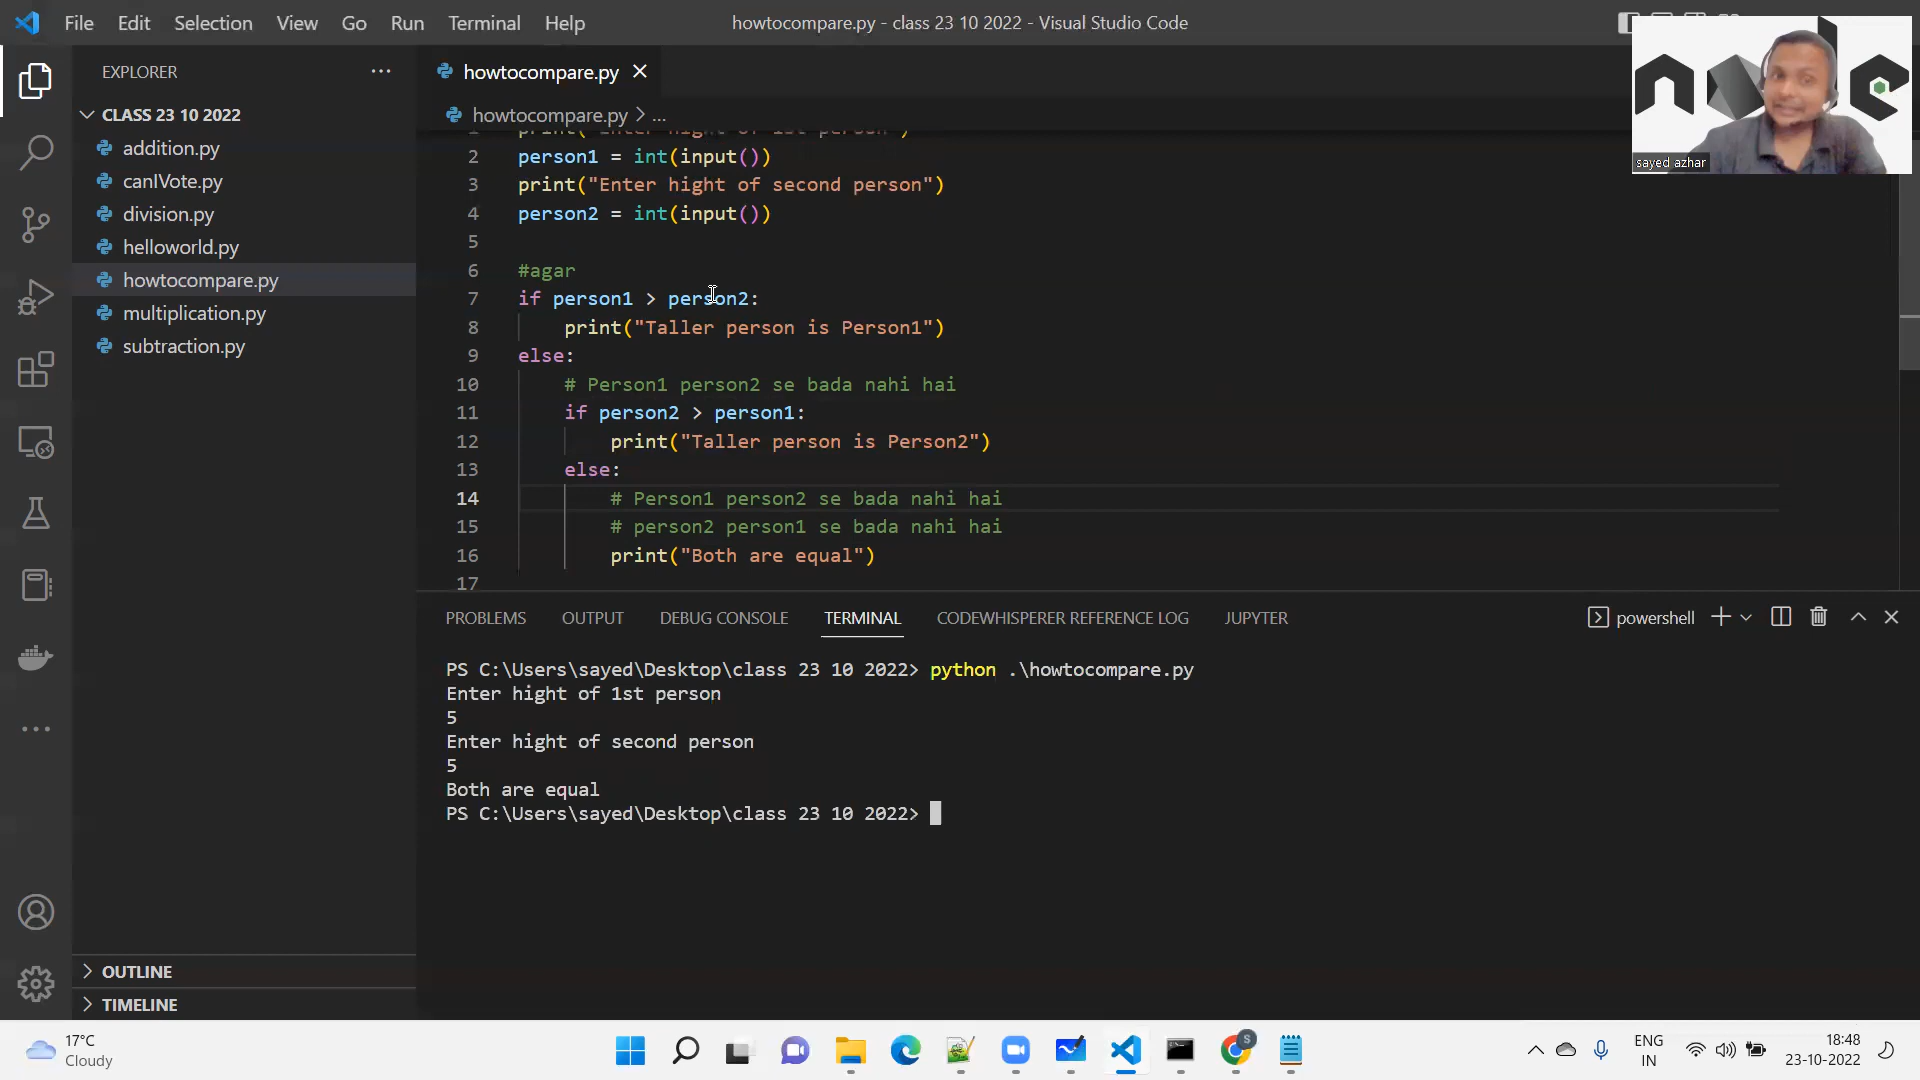 File Edit Selection View Go Run Terminal Help
howtocompare.py - class 23 10 2022 - Visual Studio Code
EXPLORER
CLASS 23 10 2022
addition.py
canIVote.py
division.py
helloworld.py
howtocompare.py
multiplication.py
subtraction.py
OUTLINE
TIMELINE
howtocompare.py
howtocompare.py > ...
1 print("Enter hight of 1st person")
2 person1 = int(input())
3 print("Enter hight of second person")
4 person2 = int(input())
5
6 #agar
7 if person1 > person2:
8 print("Taller person is Person1")
9 else:
10 # Person1 person2 se bada nahi hai
11 if person2 > person1:
12 print("Taller person is Person2")
13 else:
14 # Person1 person2 se bada nahi hai
15 # person2 person1 se bada nahi hai
16 print("Both are equal")
17
sayed azhar
PROBLEMS OUTPUT DEBUG CONSOLE TERMINAL CODEWHISPERER REFERENCE LOG JUPYTER
powershell
PS C:\Users\sayed\Desktop\class 23 10 2022> python .\howtocompare.py
Enter hight of 1st person
5
Enter hight of second person
5
Both are equal
PS C:\Users\sayed\Desktop\class 23 10 2022>
17°C
Cloudy
S
ENG
IN
18:48
23-10-2022